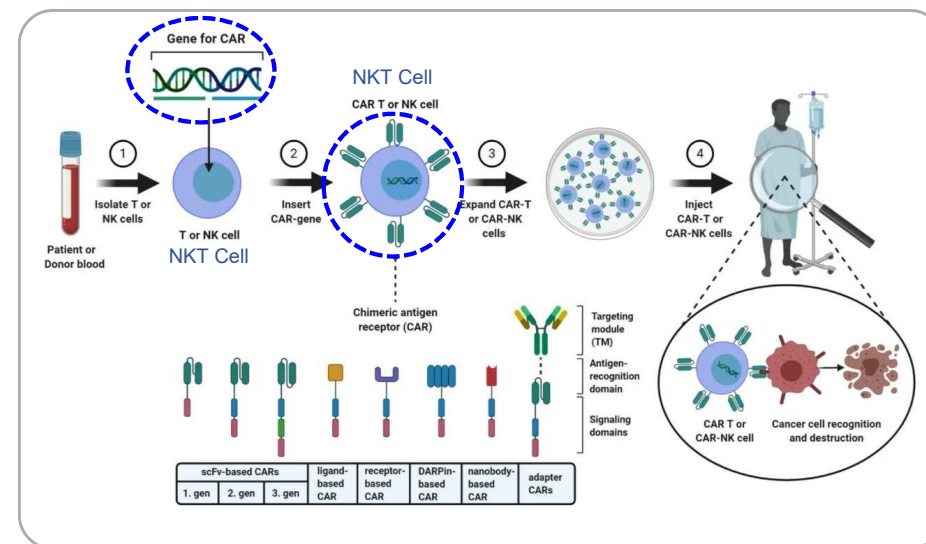 Gene for CAR
NKT Cell
CAR T or NK cell
1
2
3
4
Isolate T or
NK cells
Insert
CAR-gene
Expand CAR-T
or CAR-NK
cells
Inject
CAR-T or
CAR-NK cells
Patient or
Donor blood
T or NK cell
NKT Cell
Chimeric antigen
receptor (CAR)
Targeting
module
(TM)
Antigen-
recognition
domain
Signaling
domains
CAR T or
CAR-NK cell
Cancer cell recognition
and destruction
scFv-based CARs
1. gen
2. gen
3. gen
ligand-
based
CAR
receptor-
based
CAR
DARPin-
based
CAR
nanobody-
based
CAR
adapter
CARs